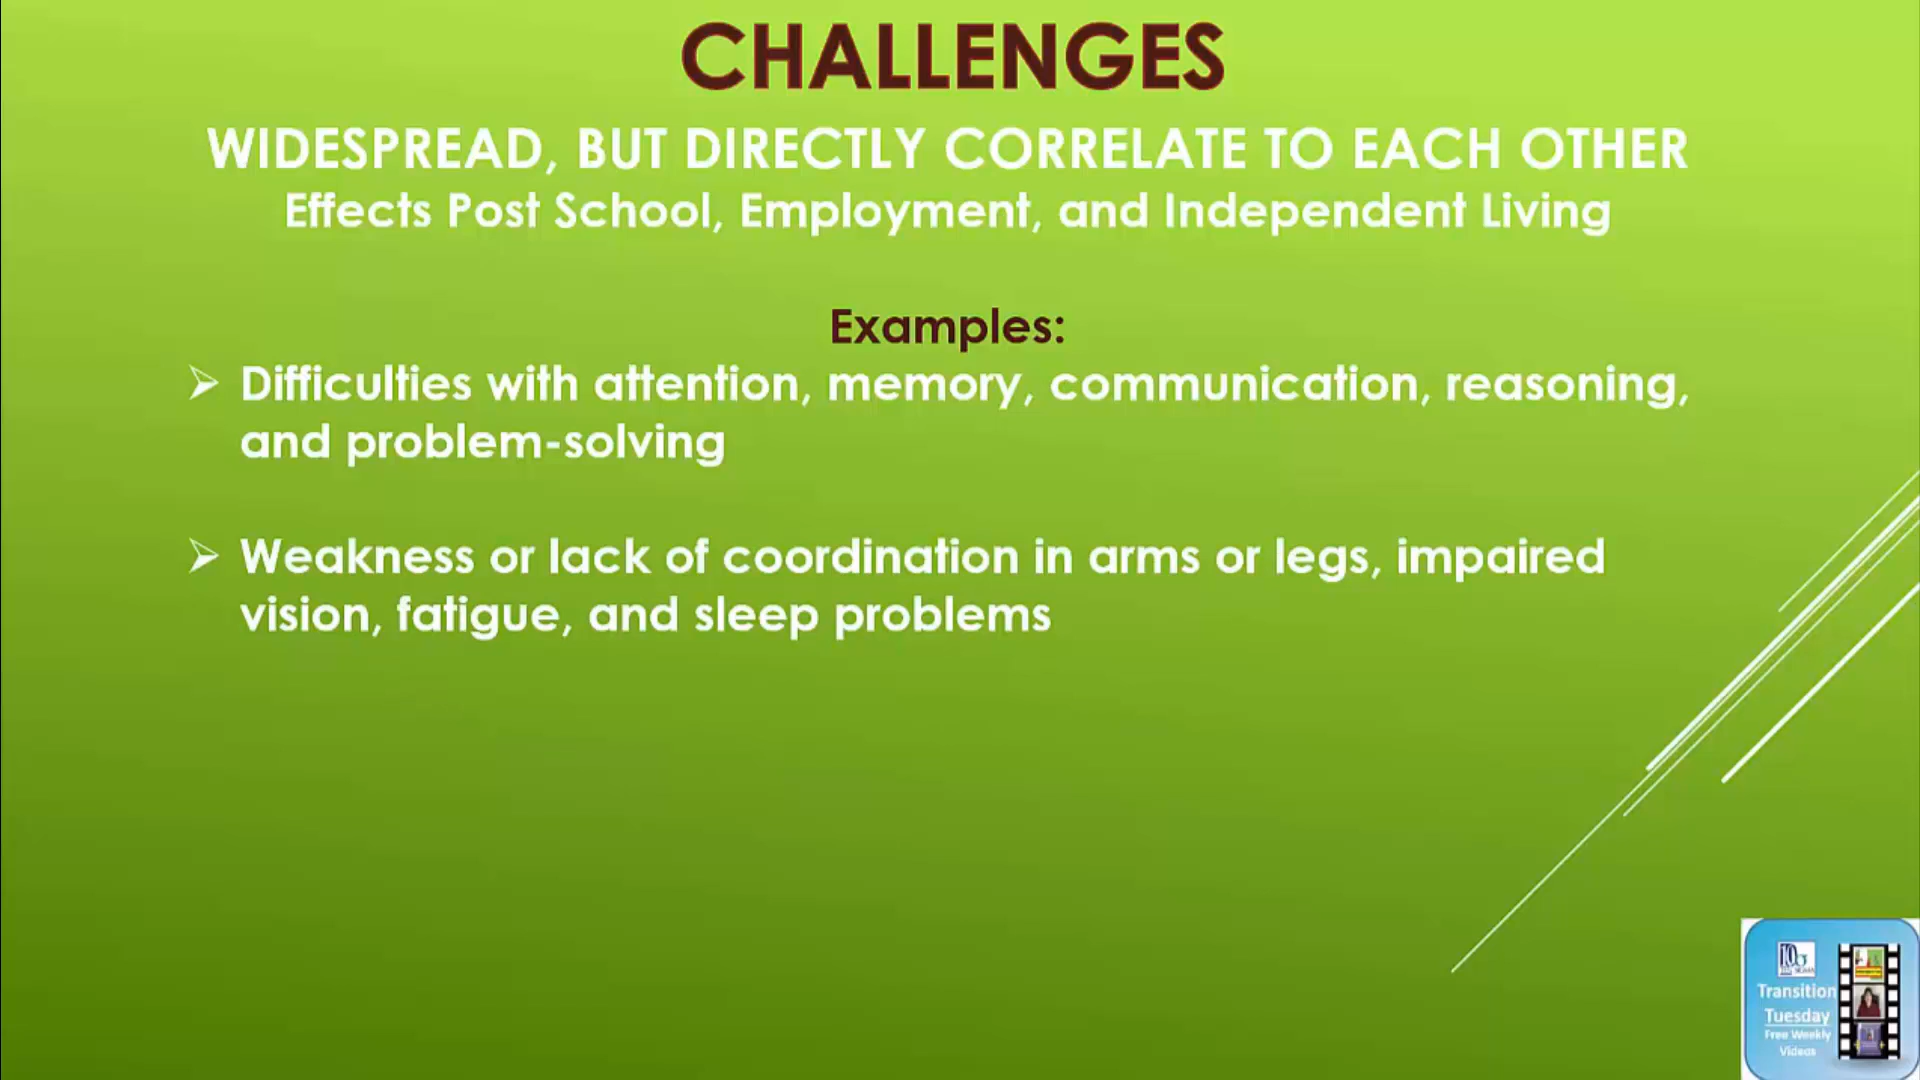 CHALLENGES
WIDESPREAD, BUT DIRECTLY CORRELATE TO EACH OTHER
Effects Post School, Employment, and Independent Living
Examples:
Difficulties with attention, memory, communication, reasoning,
and problem-solving
Weakness or lack of coordination in arms or legs, impaired
vision, fatigue, and sleep problems
Transition
Tuesday
Free Weekly
Videos